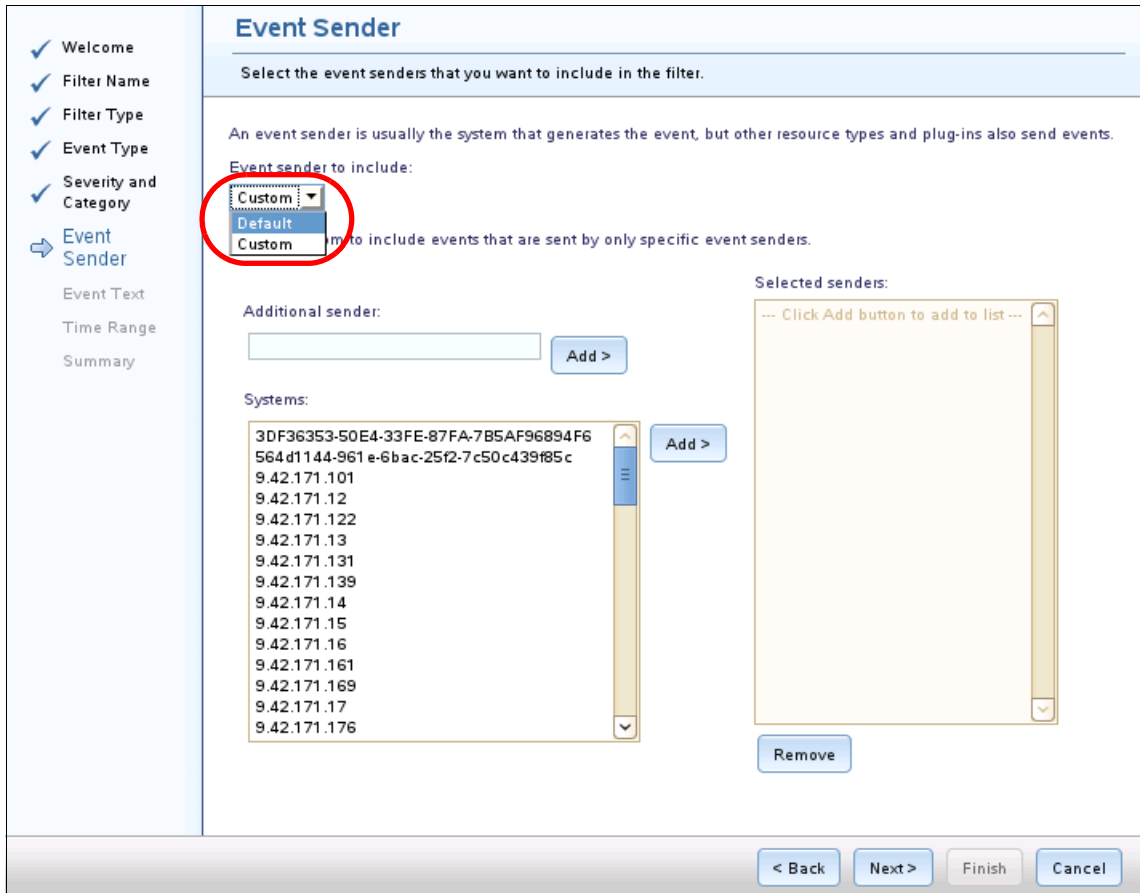 Event Sender
Select the event senders that you want to include in the filter.
Welcome
Filter Name
Filter Type
Event Type
Severity and
Category
Event
Sender
Event Text
Time Range
Summary
An event sender is usually the system that generates the event, but other resource types and plug-ins also send events.
Event sender to include:
Custom
Default
Custom
to include events that are sent by only specific event senders.
Additional sender:
Add >
Systems:
3DF36353-50E4-33FE-87FA-7B5AF96894F6
564d1144-961e-6bac-25f2-7c50c439f85c
9.42.171.101
9.42.171.12
9.42.171.122
9.42.171.13
9.42.171.131
9.42.171.139
9.42.171.14
9.42.171.15
9.42.171.16
9.42.171.161
9.42.171.169
9.42.171.17
9.42.171.176
Add >
Selected senders:
--- Click Add button to add to list ---
Remove
< Back
Next >
Finish
Cancel